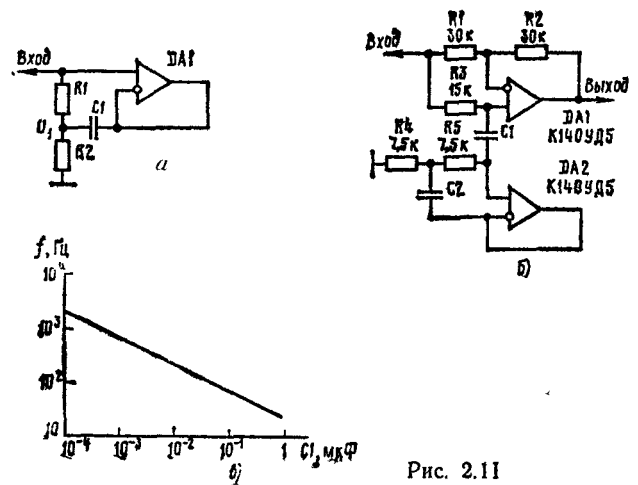 Вход
DA1
R1
C1
U₁
R2
а
R1
30к
R2
30к
Вход
R3
15к
Выход
DA1
К140УД5
C1
R4
7,5к
R5
7,5к
C2
DA2
К140УД5
б)
f, Гц
10⁴
10³
10²
10
10⁻⁴
10⁻³
10⁻²
10⁻¹
1
C1, мкФ
в)
Рис. 2.11